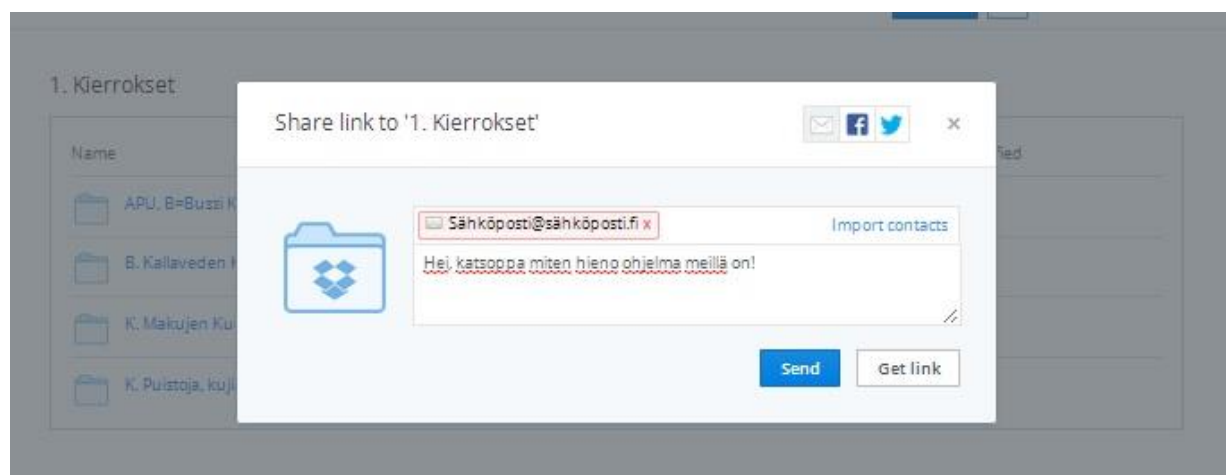 1. Kierrokset
Share link to '1. Kierrokset'
Name
APU, B=Bussi K
Sähköposti@sähköposti.fi x
Import contacts
Hei, katsoppa miten hieno ohjelma meillä on!
B. Kallaveden
K. Makujen Ku
Send
Get link
K. Puistoja, kuji